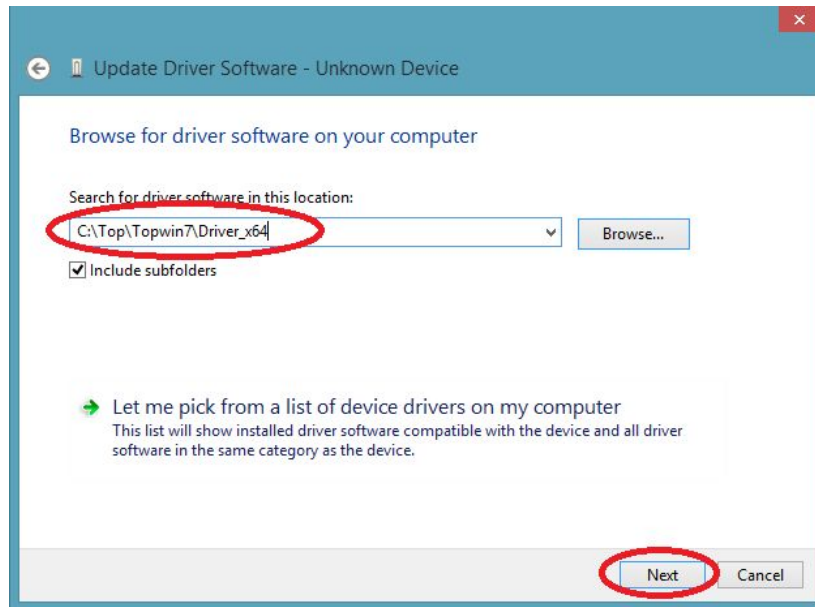 Update Driver Software - Unknown Device
Browse for driver software on your computer
Search for driver software in this location:
C:\Top\Topwin7\Driver_x64
Browse...
Include subfolders
Let me pick from a list of device drivers on my computer
This list will show installed driver software compatible with the device and all driver
software in the same category as the device.
Next
Cancel